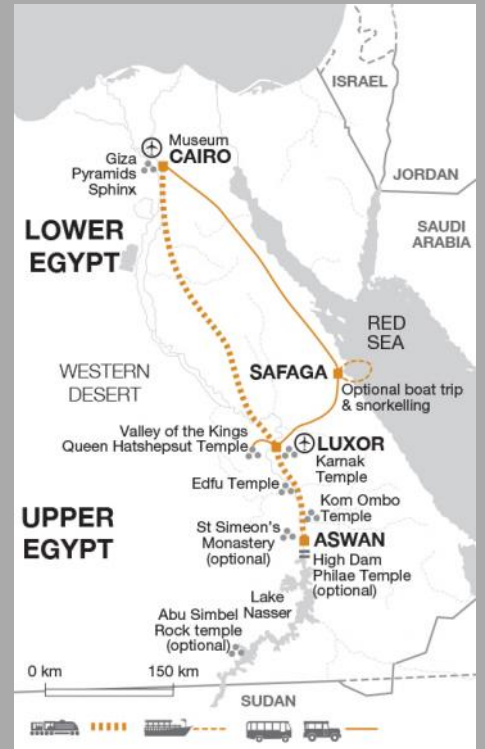 ISRAEL
Museum
CAIRO
Giza
Pyramids
Sphinx
JORDAN
LOWER
EGYPT
SAUDI
ARABIA
RED
SEA
WESTERN
DESERT
SAFAGA
Optional boat trip
& snorkelling
Valley of the Kings
Queen Hatshepsut Temple
LUXOR
Karnak
Temple
Edfu Temple
Kom Ombo
Temple
UPPER
EGYPT
St Simeon's
Monastery
(optional)
ASWAN
High Dam
Philae Temple
(optional)
Lake
Nasser
Abu Simbel
Rock temple
(optional)
0 km 150 km
SUDAN